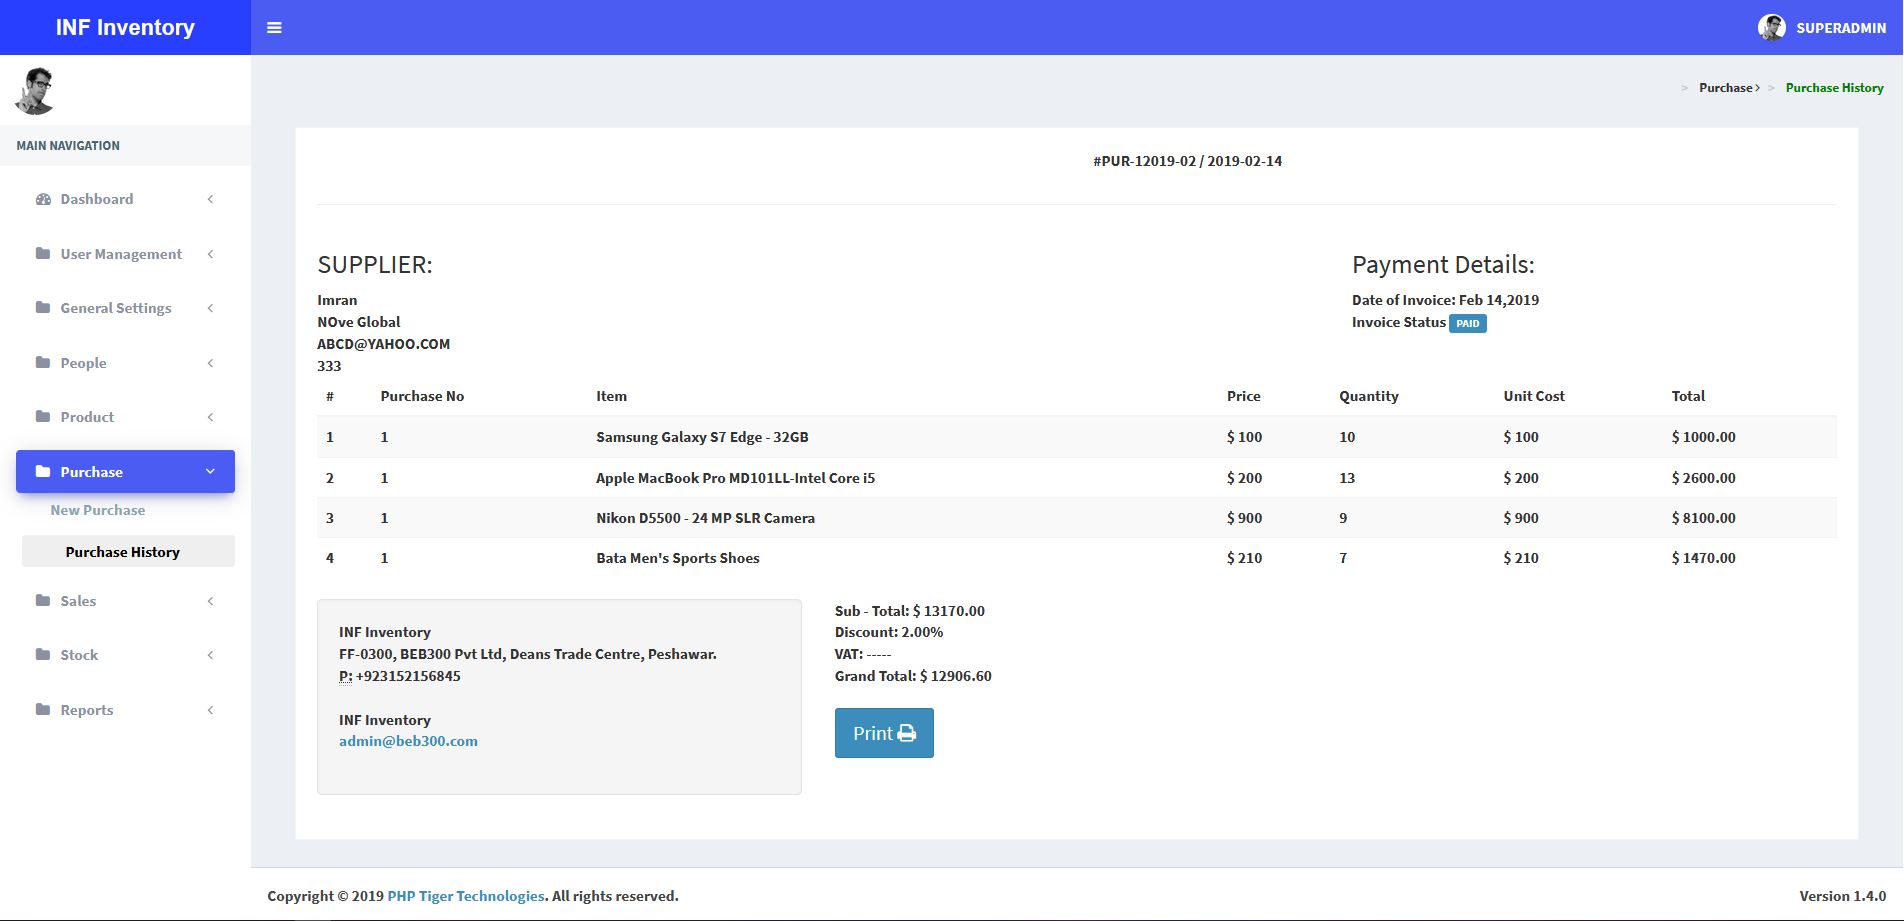 INF Inventory
SUPERADMIN
> Purchase > > Purchase History
MAIN NAVIGATION
Dashboard
User Management
General Settings
People
Product
Purchase
New Purchase
Purchase History
Sales
Stock
Reports
#PUR-12019-02 / 2019-02-14
SUPPLIER:
Imran
NOve Global
ABCD@YAHOO.COM
333
Payment Details:
Date of Invoice: Feb 14,2019
Invoice Status PAID
# Purchase No Item Price Quantity Unit Cost Total
1 1 Samsung Galaxy S7 Edge - 32GB $ 100 10 $ 100 $ 1000.00
2 1 Apple MacBook Pro MD101LL-Intel Core i5 $ 200 13 $ 200 $ 2600.00
3 1 Nikon D5500 - 24 MP SLR Camera $ 900 9 $ 900 $ 8100.00
4 1 Bata Men's Sports Shoes $ 210 7 $ 210 $ 1470.00
INF Inventory
FF-0300, BEB300 Pvt Ltd, Deans Trade Centre, Peshawar.
P: +923152156845
INF Inventory
admin@beb300.com
Sub - Total: $ 13170.00
Discount: 2.00%
VAT: -----
Grand Total: $ 12906.60
Print
Copyright © 2019 PHP Tiger Technologies. All rights reserved.
Version 1.4.0